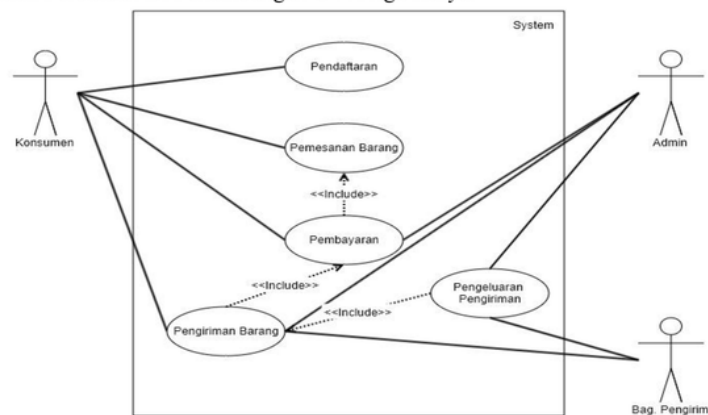 System
Pendaftaran
Konsumen
Admin
Pemesanan Barang
<<Include>>
Pembayaran
<<Include>>
Pengeluaran
Pengiriman
<<Include>>
Pengiriman Barang
Bag. Pengirim